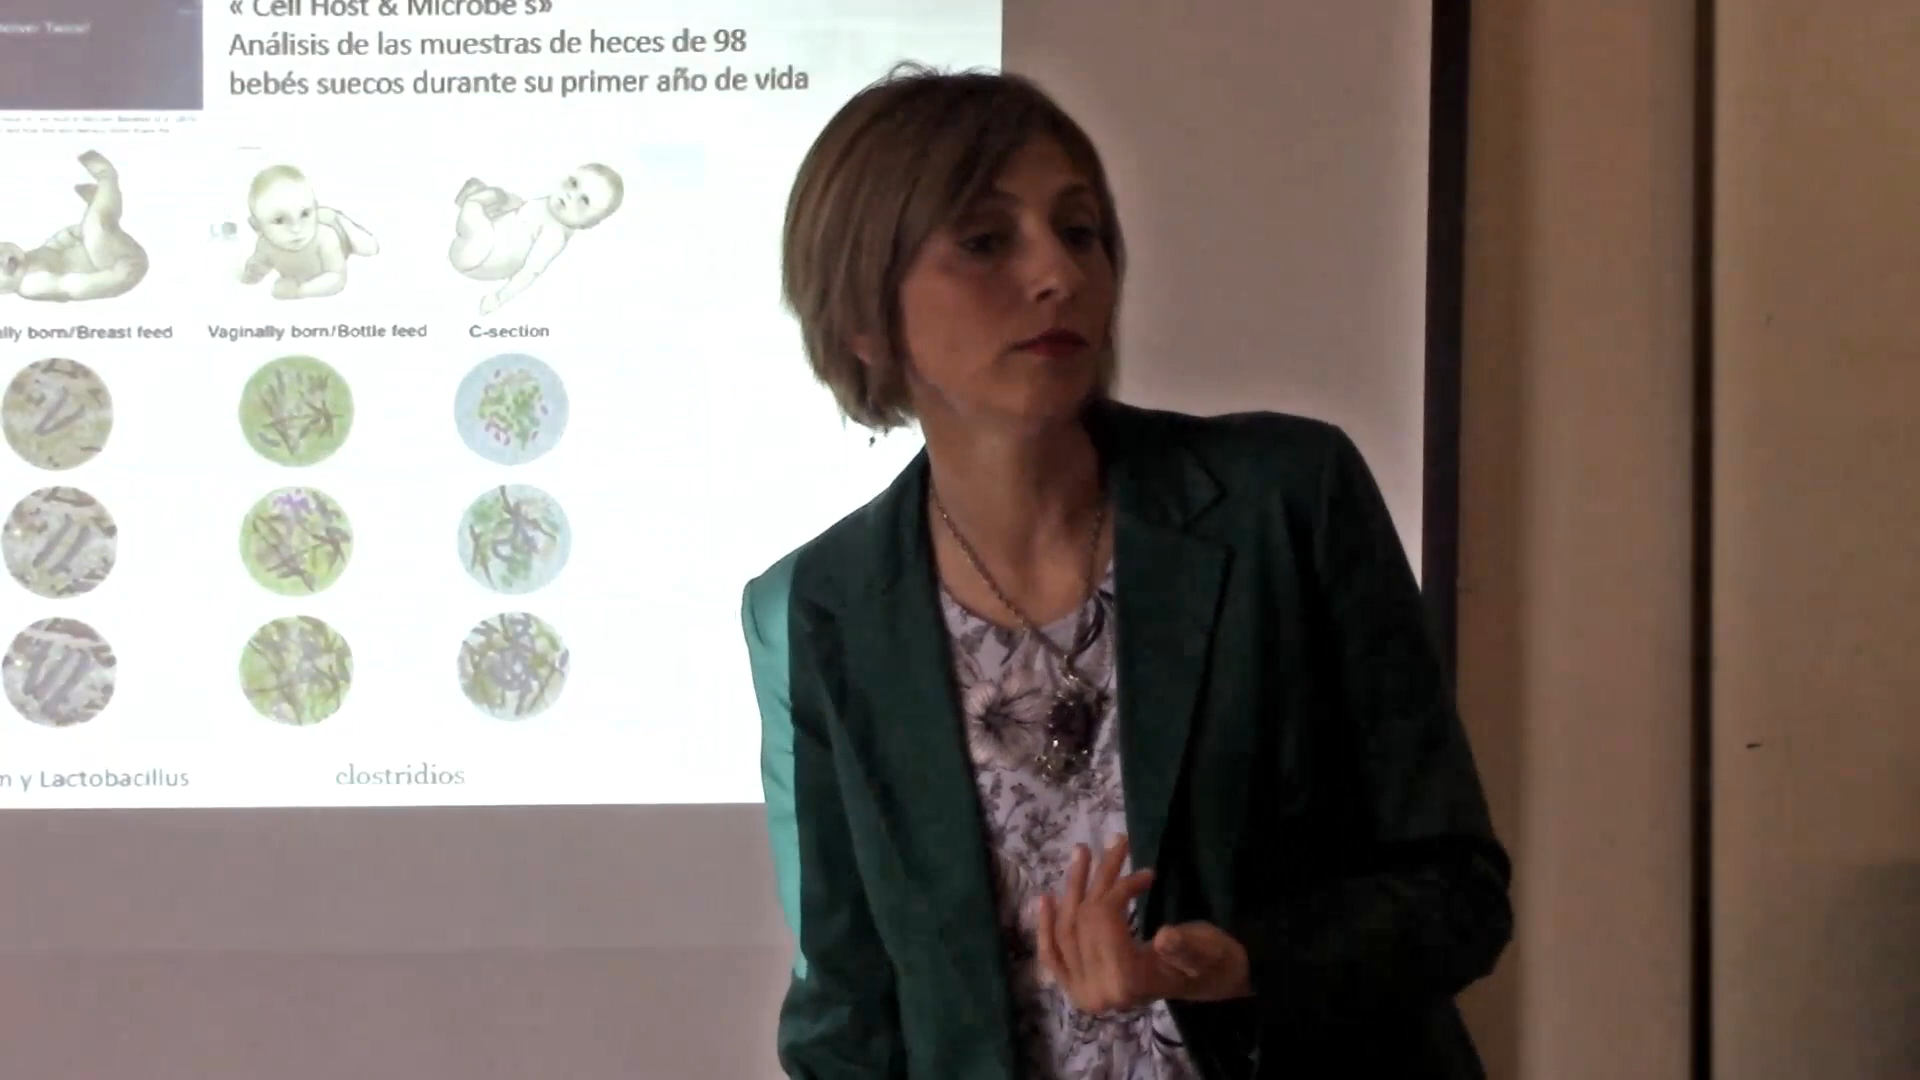 « Cell Host & Microbe s»
Análisis de las muestras de heces de 98
bebés suecos durante su primer año de vida
lly born/Breast feed
Vaginally born/Bottle feed
C-section
n y Lactobacillus
clostridios